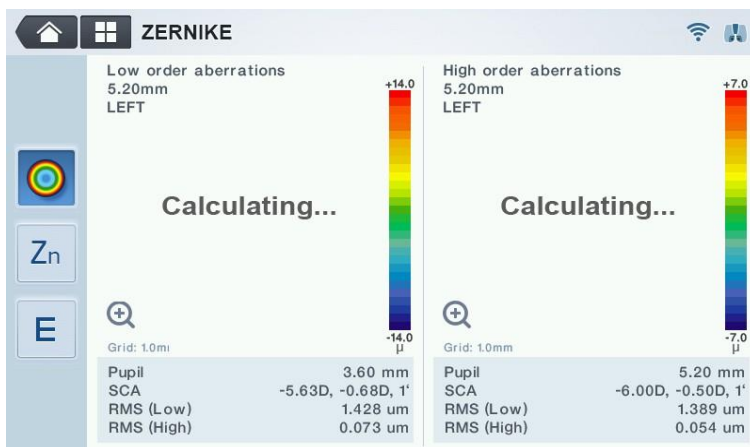 ZERNIKE
Low order aberrations
5.20mm
LEFT
+14.0
Calculating...
Grid: 1.0m
-14.0
μ
Pupil 3.60 mm
SCA -5.63D, -0.68D, 1'
RMS (Low) 1.428 um
RMS (High) 0.073 um
High order aberrations
5.20mm
LEFT
+7.0
Calculating...
Grid: 1.0mm
-7.0
μ
Pupil 5.20 mm
SCA -6.00D, -0.50D, 1'
RMS (Low) 1.389 um
RMS (High) 0.054 um
Zn
E